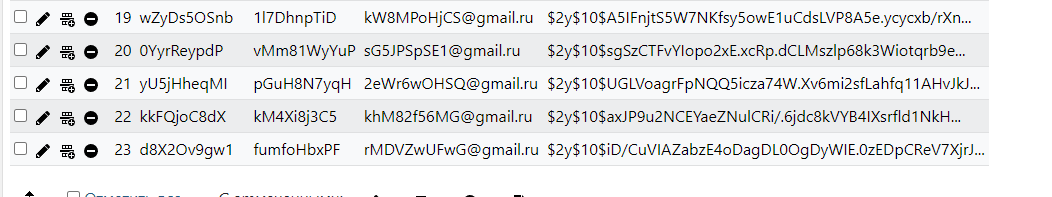 19 wZyDs5OSnb 1l7DhnpTiD kW8MPoHjCS@gmail.ru $2y$10$A5IFnjtS5W7NKfsy5owE1uCdsLVP8A5e.ycycxb/rXn...
20 0YyrReypdP vMm81WyYuP sG5JPSpSE1@gmail.ru $2y$10$sgSzCTFvYIopo2xE.xcRp.dCLMszlp68k3Wiotqrb9e...
21 yU5jHheqMI pGuH8N7yqH 2eWr6wOHSQ@gmail.ru $2y$10$UGLVoagrFpNQQ5icza74W.Xv6mi2sfLahfq11AHvJkJ...
22 kkFQjoC8dX kM4Xi8j3C5 khM82f56MG@gmail.ru $2y$10$axJP9u2NCEYaeZNulCRi/.6jdc8kVYB4IXsrfld1NkH...
23 d8X2Ov9gw1 fumfoHbxPF rMDVZwUFwG@gmail.ru $2y$10$iD/CuVIAZabzE4oDagDL0OgDyWIE.0zEDpCReV7XjrJ...